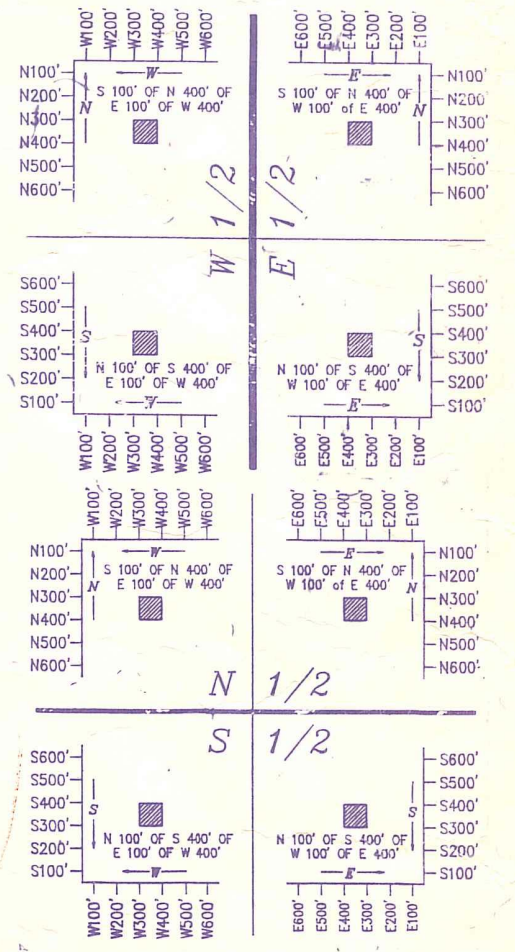 W100' W200' W300' W400' W500' W600'
E600' E500' E400' E300' E200' E100'
W
E
N100'
N200'
N300'
N400'
N500'
N600'
N
S 100' OF N 400' OF
E 100' OF W 400'
S 100' OF N 400' OF
W 100' of E 400'
N
N100'
N200'
N300'
N400'
N500'
N600'
W 1/2
E 1/2
S600'
S500'
S400'
S300'
S200'
S100'
S
N 100' OF S 400' OF
E 100' OF W 400'
W
N 100' OF S 400' OF
W 100' OF E 400'
E
S
S600'
S500'
S400'
S300'
S200'
S100'
W100' W200' W300' W400' W500' W600'
E600' E500' E400' E300' E200' E100'
W100' W200' W300' W400' W500' W600'
E600' E500' E400' E300' E200' E100'
W
E
N100'
N200'
N300'
N400'
N500'
N600'
N
S 100' OF N 400' OF
E 100' OF W 400'
S 100' OF N 400' OF
W 100' of E 400'
N
N100'
N200'
N300'
N400'
N500'
N600'
N 1/2
S 1/2
S600'
S500'
S400'
S300'
S200'
S100'
S
N 100' OF S 400' OF
E 100' OF W 400'
W
N 100' OF S 400' OF
W 100' OF E 400'
E
S
S600'
S500'
S400'
S300'
S200'
S100'
W100' W200' W300' W400' W500' W600'
E600' E500' E400' E300' E200' E100'